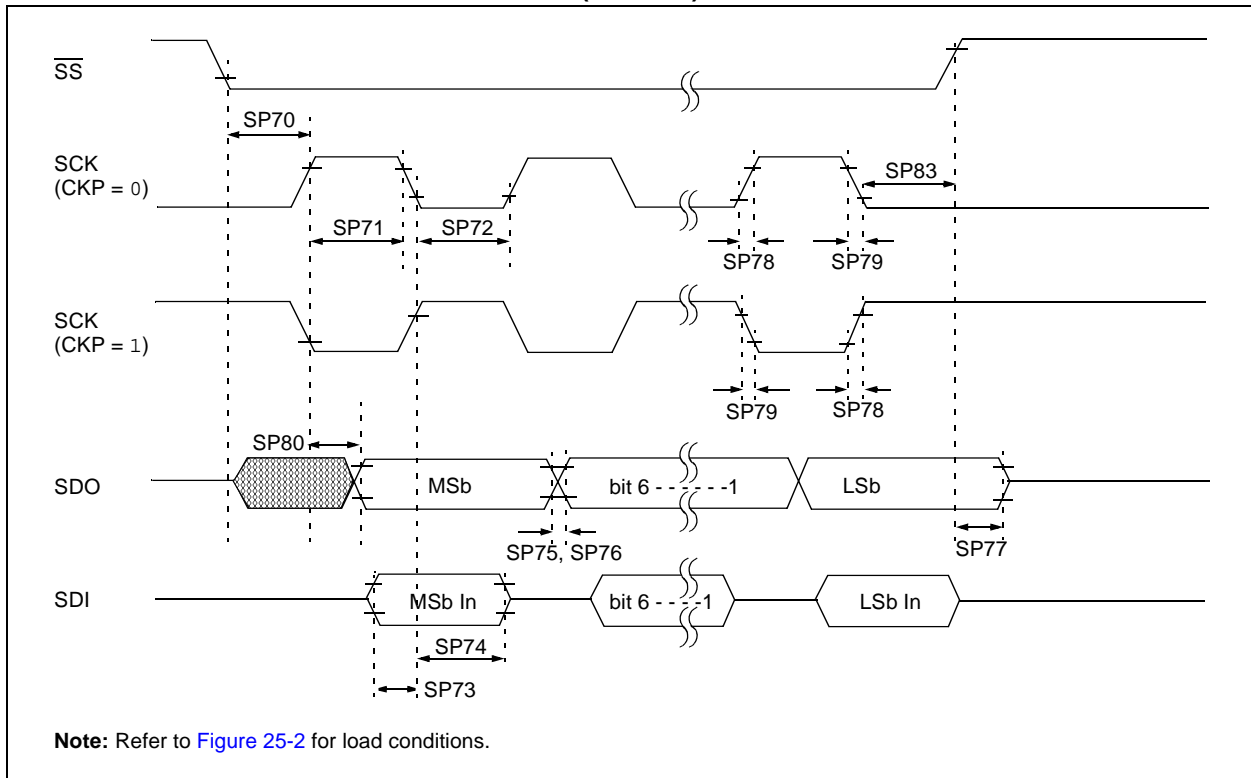 SS
SP70
SCK
(CKP = 0)
SP83
SP71
SP72
SP78
SP79
SCK
(CKP = 1)
SP79
SP78
SP80
SDO
MSb
bit 6 - - - - - -1
LSb
SP75, SP76
SP77
SDI
MSb In
bit 6 - - - -1
LSb In
SP74
SP73
Note: Refer to Figure 25-2 for load conditions.